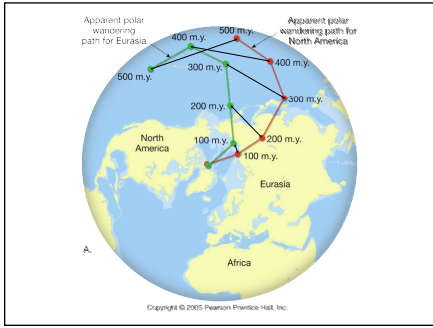 Apparent polar
wandering
path for Eurasia
Apparent polar
wandering path for
North America
500 m.y.
400 m.y.
500 m.y.
400 m.y.
300 m.y.
300 m.y.
200 m.y.
200 m.y.
100 m.y.
100 m.y.
North
America
Eurasia
Africa
A.
Copyright © 2005 Pearson Prentice Hall, Inc.